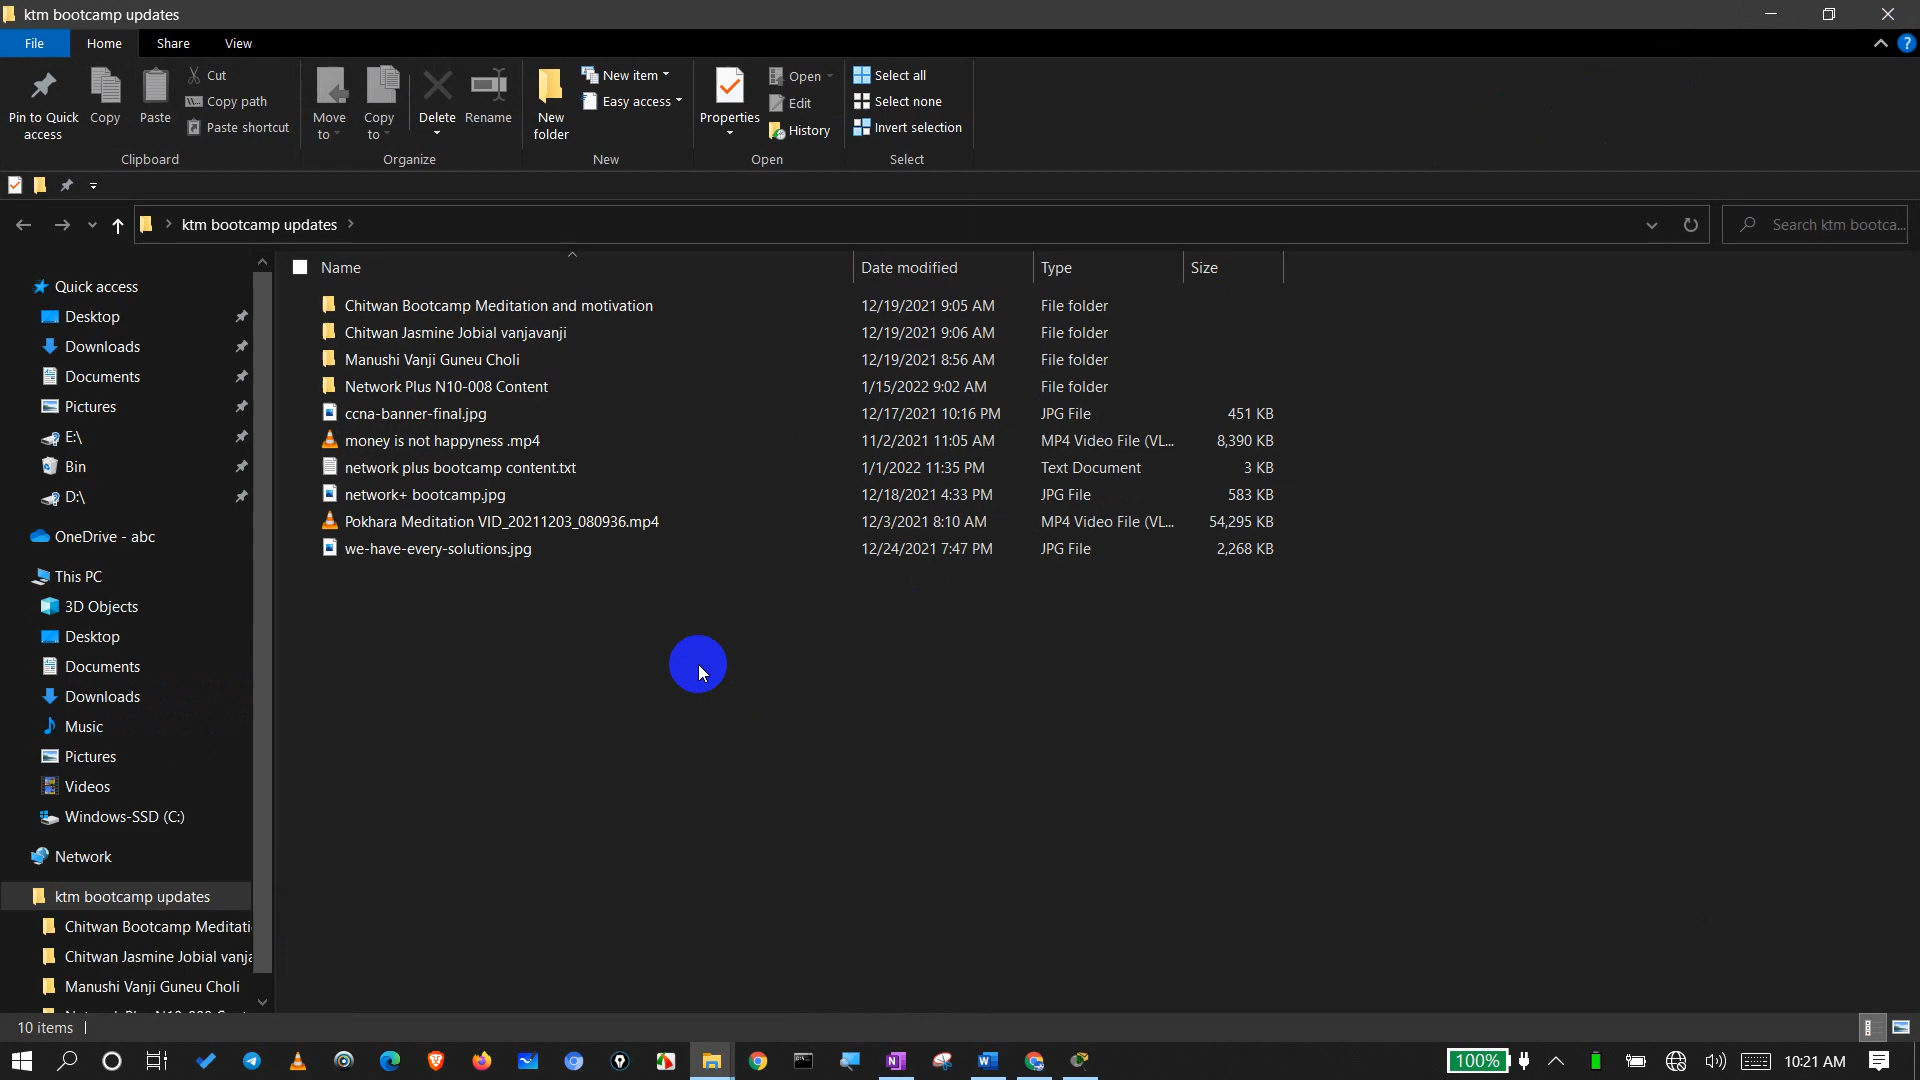 ktm bootcamp updates
File Home Share View
Pin to Quick access
Copy
Paste
Cut
Copy path
Paste shortcut
Clipboard
Move to
Copy to
Delete
Rename
Organize
New folder
New item
Easy access
New
Properties
Open
Edit
History
Open
Select all
Select none
Invert selection
Select
ktm bootcamp updates
Search ktm bootca...
Name Date modified Type Size
Chitwan Bootcamp Meditation and motivation 12/19/2021 9:05 AM File folder
Chitwan Jasmine Jobial vanjavanji 12/19/2021 9:06 AM File folder
Manushi Vanji Guneu Choli 12/19/2021 8:56 AM File folder
Network Plus N10-008 Content 1/15/2022 9:02 AM File folder
ccna-banner-final.jpg 12/17/2021 10:16 PM JPG File 451 KB
money is not happyness .mp4 11/2/2021 11:05 AM MP4 Video File (VL... 8,390 KB
network plus bootcamp content.txt 1/1/2022 11:35 PM Text Document 3 KB
network+ bootcamp.jpg 12/18/2021 4:33 PM JPG File 583 KB
Pokhara Meditation VID_20211203_080936.mp4 12/3/2021 8:10 AM MP4 Video File (VL... 54,295 KB
we-have-every-solutions.jpg 12/24/2021 7:47 PM JPG File 2,268 KB
Quick access
Desktop
Downloads
Documents
Pictures
E:\
Bin
D:\
OneDrive - abc
This PC
3D Objects
Desktop
Documents
Downloads
Music
Pictures
Videos
Windows-SSD (C:)
Network
ktm bootcamp updates
Chitwan Bootcamp Meditati
Chitwan Jasmine Jobial vanja
Manushi Vanji Guneu Choli
10 items
100% 10:21 AM